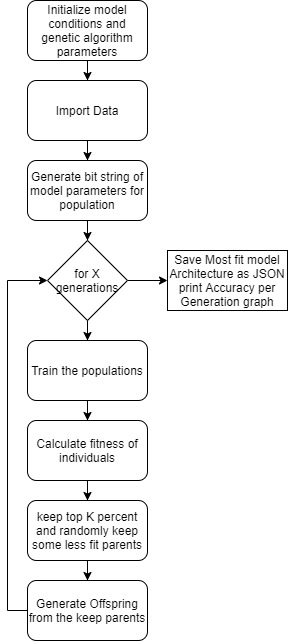 Initialize model
conditions and
genetic algorithm
parameters
Import Data
Generate bit string of
model parameters for
population
for X
generations
Save Most fit model
Architecture as JSON
print Accuracy per
Generation graph
Train the populations
Calculate fitness of
individuals
keep top K percent
and randomly keep
some less fit parents
Generate Offspring
from the keep parents